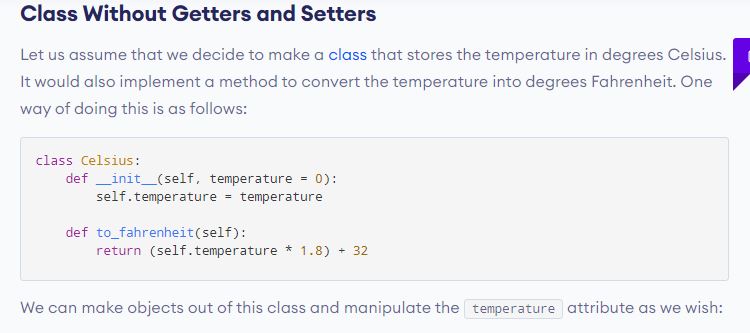 Class Without Getters and Setters
Let us assume that we decide to make a class that stores the temperature in degrees Celsius.
It would also implement a method to convert the temperature into degrees Fahrenheit. One
way of doing this is as follows:
class Celsius:
    def __init__(self, temperature = 0):
        self.temperature = temperature

    def to_fahrenheit(self):
        return (self.temperature * 1.8) + 32
We can make objects out of this class and manipulate the temperature attribute as we wish: